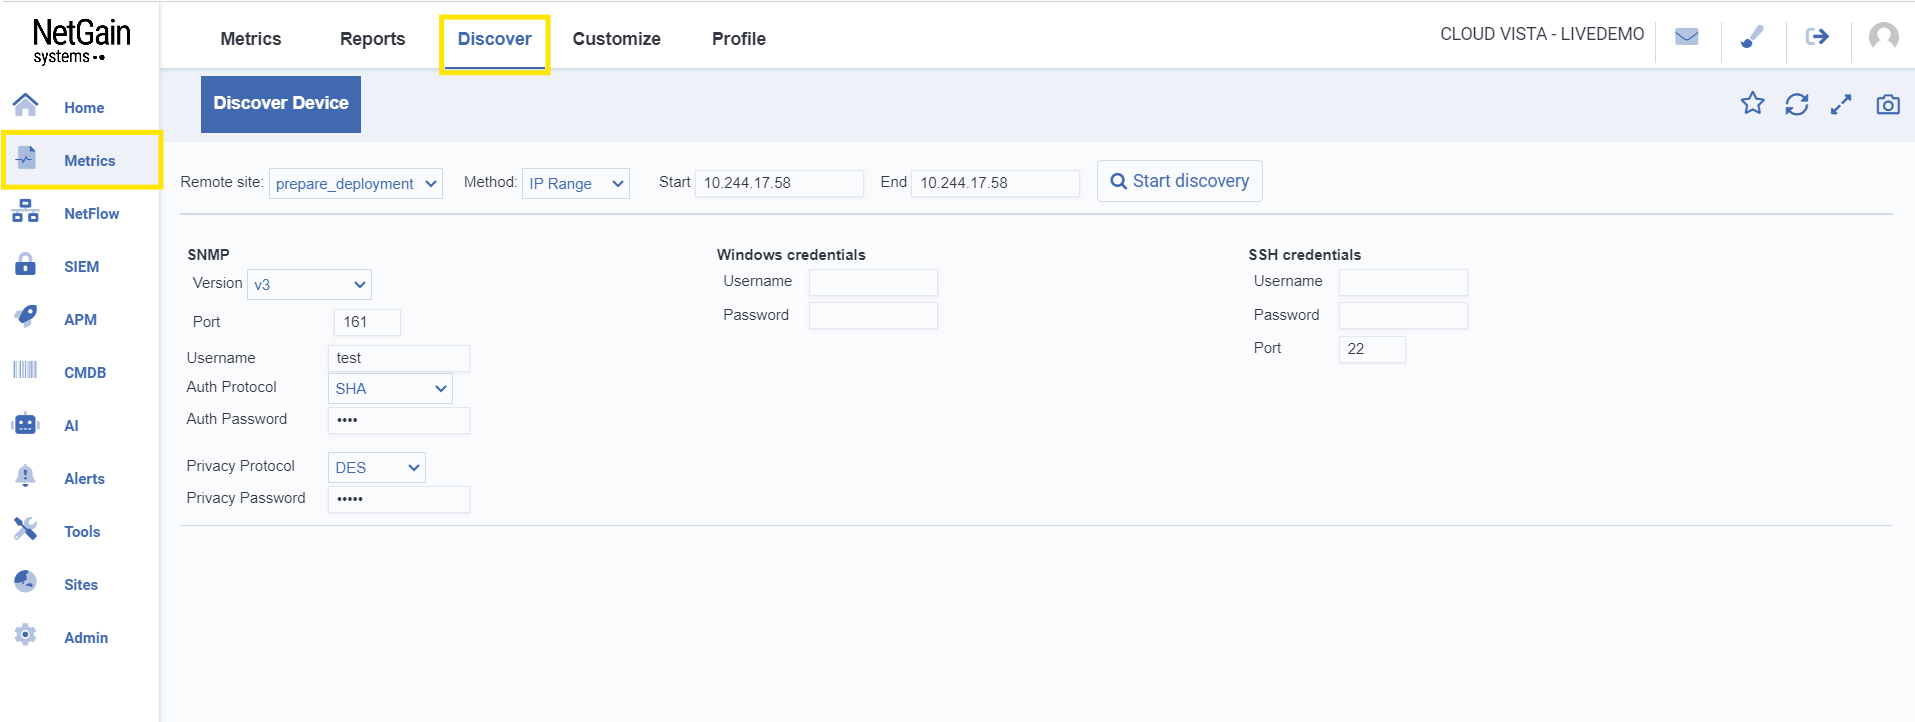 NetGain
systems
Metrics Reports Discover Customize Profile
CLOUD VISTA - LIVEDEMO
Discover Device
Home
Metrics
NetFlow
SIEM
APM
CMDB
AI
Alerts
Tools
Sites
Admin
Remote site: prepare_deployment Method: IP Range Start 10.244.17.58 End 10.244.17.58 Start discovery
SNMP
Version v3
Port 161
Username test
Auth Protocol SHA
Auth Password ••••
Privacy Protocol DES
Privacy Password •••••
Windows credentials
Username
Password
SSH credentials
Username
Password
Port 22